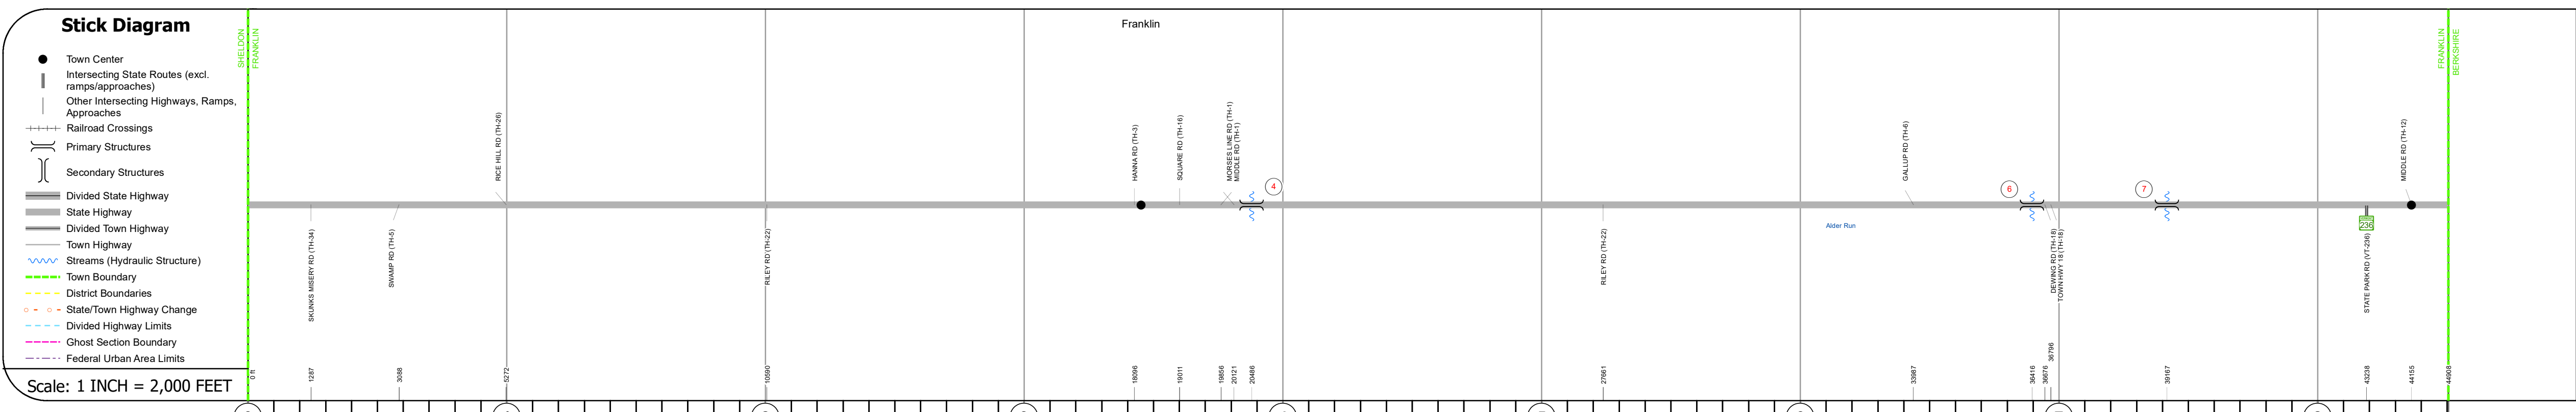 Stick Diagram
Town Center
Intersecting State Routes (excl.
ramps/approaches)
Other Intersecting Highways, Ramps,
Approaches
Railroad Crossings
Primary Structures
Secondary Structures
Divided State Highway
State Highway
Divided Town Highway
Town Highway
Streams (Hydraulic Structure)
Town Boundary
District Boundaries
State/Town Highway Change
Divided Highway Limits
Ghost Section Boundary
Federal Urban Area Limits
Scale: 1 INCH = 2,000 FEET
SHELDON
FRANKLIN
Franklin
FRANKLIN
BERKSHIRE
SKUNKS MISERY RD (TH-34)
SWAMP RD (TH-5)
RICE HILL RD (TH-26)
RILEY RD (TH-22)
HANNA RD (TH-3)
SQUARE RD (TH-16)
MORSES LINE RD (TH-1)
MIDDLE RD (TH-1)
4
RILEY RD (TH-22)
Alder Run
GALLUP RD (TH-6)
6
DEWING RD (TH-18)
TOWN HWY 18 (TH-18)
7
236
STATE PARK RD (VT-236)
MIDDLE RD (TH-12)
0 ft
1287
3088
5272
10590
18096
19011
19856
20121
20486
27661
33987
36416
36676
36796
39167
43238
44155
44908